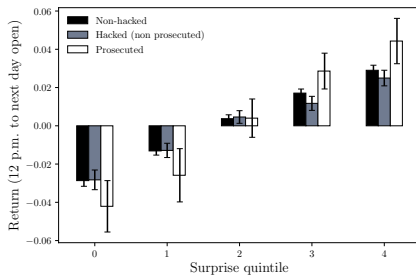 0.06
0.04
0.02
0.00
−0.02
−0.04
−0.06
Return (12 p.m. to next day open)
Non-hacked
Hacked (non prosecuted)
Prosecuted
0 1 2 3 4
Surprise quintile